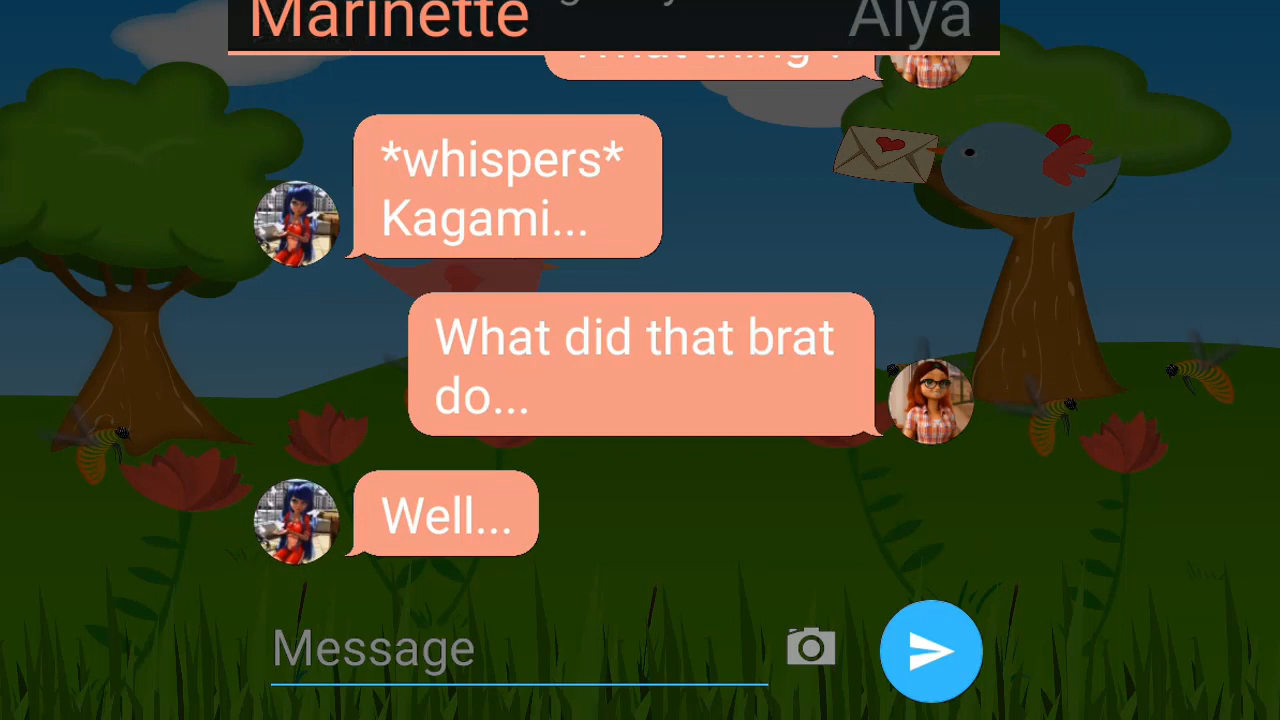 Marinette
Alya
*whispers*
Kagami...
What did that brat
do...
Well...
Message